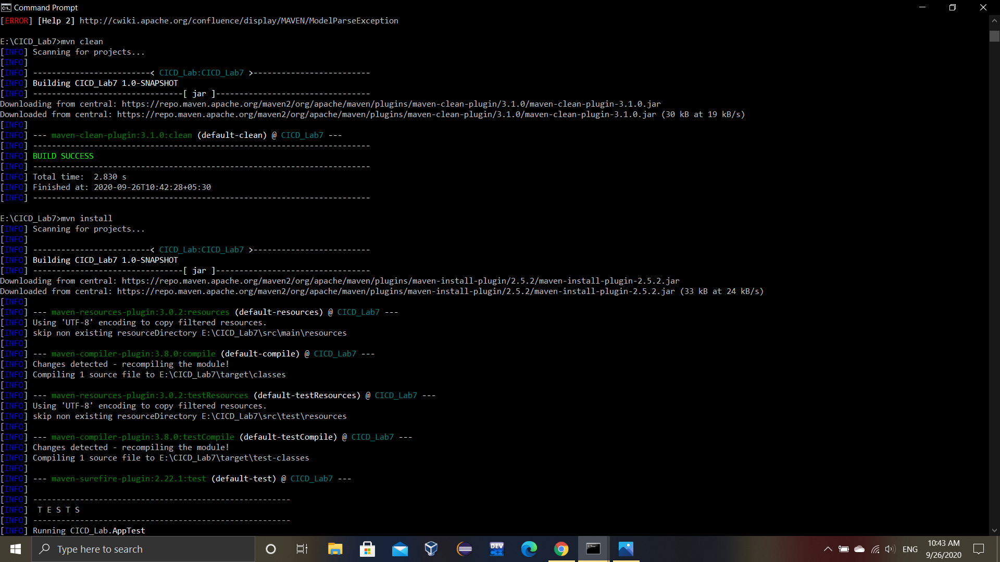 Command Prompt
[ERROR] [Help 2] http://cwiki.apache.org/confluence/display/MAVEN/ModelParseException
E:\CICD_Lab7>mvn clean
[INFO] Scanning for projects...
[INFO]
[INFO] -------------------------< CICD_Lab:CICD_Lab7 >-------------------------
[INFO] Building CICD_Lab7 1.0-SNAPSHOT
[INFO] --------------------------------[ jar ]---------------------------------
Downloading from central: https://repo.maven.apache.org/maven2/org/apache/maven/plugins/maven-clean-plugin/3.1.0/maven-clean-plugin-3.1.0.jar
Downloaded from central: https://repo.maven.apache.org/maven2/org/apache/maven/plugins/maven-clean-plugin/3.1.0/maven-clean-plugin-3.1.0.jar (30 kB at 19 kB/s)
[INFO]
[INFO] --- maven-clean-plugin:3.1.0:clean (default-clean) @ CICD_Lab7 ---
[INFO] ------------------------------------------------------------------------
[INFO] BUILD SUCCESS
[INFO] ------------------------------------------------------------------------
[INFO] Total time:  2.830 s
[INFO] Finished at: 2020-09-26T10:42:28+05:30
[INFO] ------------------------------------------------------------------------
E:\CICD_Lab7>mvn install
[INFO] Scanning for projects...
[INFO]
[INFO] -------------------------< CICD_Lab:CICD_Lab7 >-------------------------
[INFO] Building CICD_Lab7 1.0-SNAPSHOT
[INFO] --------------------------------[ jar ]---------------------------------
Downloading from central: https://repo.maven.apache.org/maven2/org/apache/maven/plugins/maven-install-plugin/2.5.2/maven-install-plugin-2.5.2.jar
Downloaded from central: https://repo.maven.apache.org/maven2/org/apache/maven/plugins/maven-install-plugin/2.5.2/maven-install-plugin-2.5.2.jar (33 kB at 24 kB/s)
[INFO]
[INFO] --- maven-resources-plugin:3.0.2:resources (default-resources) @ CICD_Lab7 ---
[INFO] Using 'UTF-8' encoding to copy filtered resources.
[INFO] skip non existing resourceDirectory E:\CICD_Lab7\src\main\resources
[INFO]
[INFO] --- maven-compiler-plugin:3.8.0:compile (default-compile) @ CICD_Lab7 ---
[INFO] Changes detected - recompiling the module!
[INFO] Compiling 1 source file to E:\CICD_Lab7\target\classes
[INFO]
[INFO] --- maven-resources-plugin:3.0.2:testResources (default-testResources) @ CICD_Lab7 ---
[INFO] Using 'UTF-8' encoding to copy filtered resources.
[INFO] skip non existing resourceDirectory E:\CICD_Lab7\src\test\resources
[INFO]
[INFO] --- maven-compiler-plugin:3.8.0:testCompile (default-testCompile) @ CICD_Lab7 ---
[INFO] Changes detected - recompiling the module!
[INFO] Compiling 1 source file to E:\CICD_Lab7\target\test-classes
[INFO]
[INFO] --- maven-surefire-plugin:2.22.1:test (default-test) @ CICD_Lab7 ---
[INFO]
[INFO] -------------------------------------------------------
[INFO]  T E S T S
[INFO] -------------------------------------------------------
[INFO] Running CICD_Lab.AppTest
Type here to search
DEV
C++
ENG
10:43 AM
9/26/2020